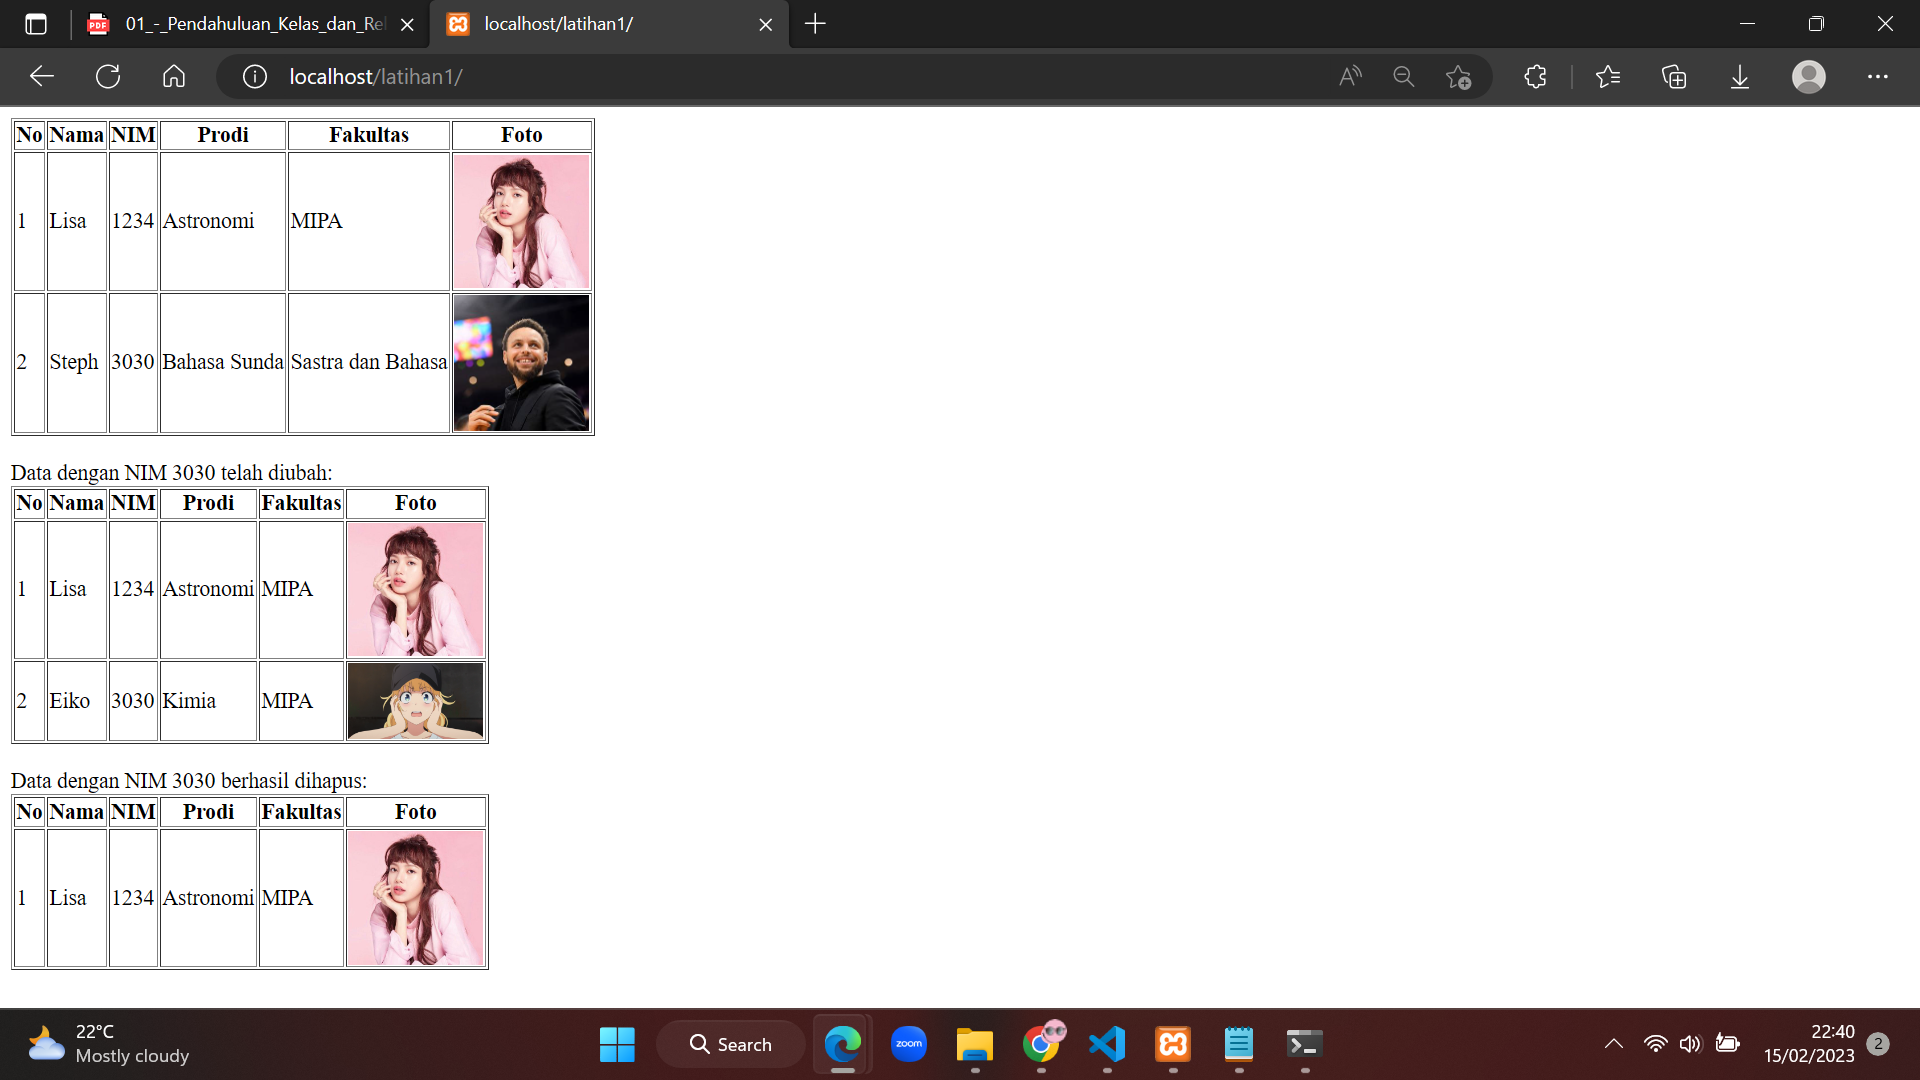 01_-_Pendahuluan_Kelas_dan_Rel
localhost/latihan1/
localhost/latihan1/
No Nama NIM Prodi Fakultas Foto
1 Lisa 1234 Astronomi MIPA
2 Steph 3030 Bahasa Sunda Sastra dan Bahasa
Data dengan NIM 3030 telah diubah:
No Nama NIM Prodi Fakultas Foto
1 Lisa 1234 Astronomi MIPA
2 Eiko 3030 Kimia MIPA
Data dengan NIM 3030 berhasil dihapus:
No Nama NIM Prodi Fakultas Foto
1 Lisa 1234 Astronomi MIPA
22°C
Mostly cloudy
Search
zoom
22:40
15/02/2023
2